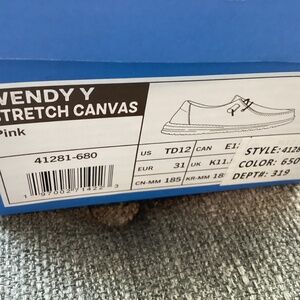 WENDY Y
STRETCH CANVAS
Pink
41281-680
US TD12 CAN
EUR 31 UK K11.
CN-MM 185 KR-MM 18
STYLE: 4128
COLOR: 650
DEPT#: 319